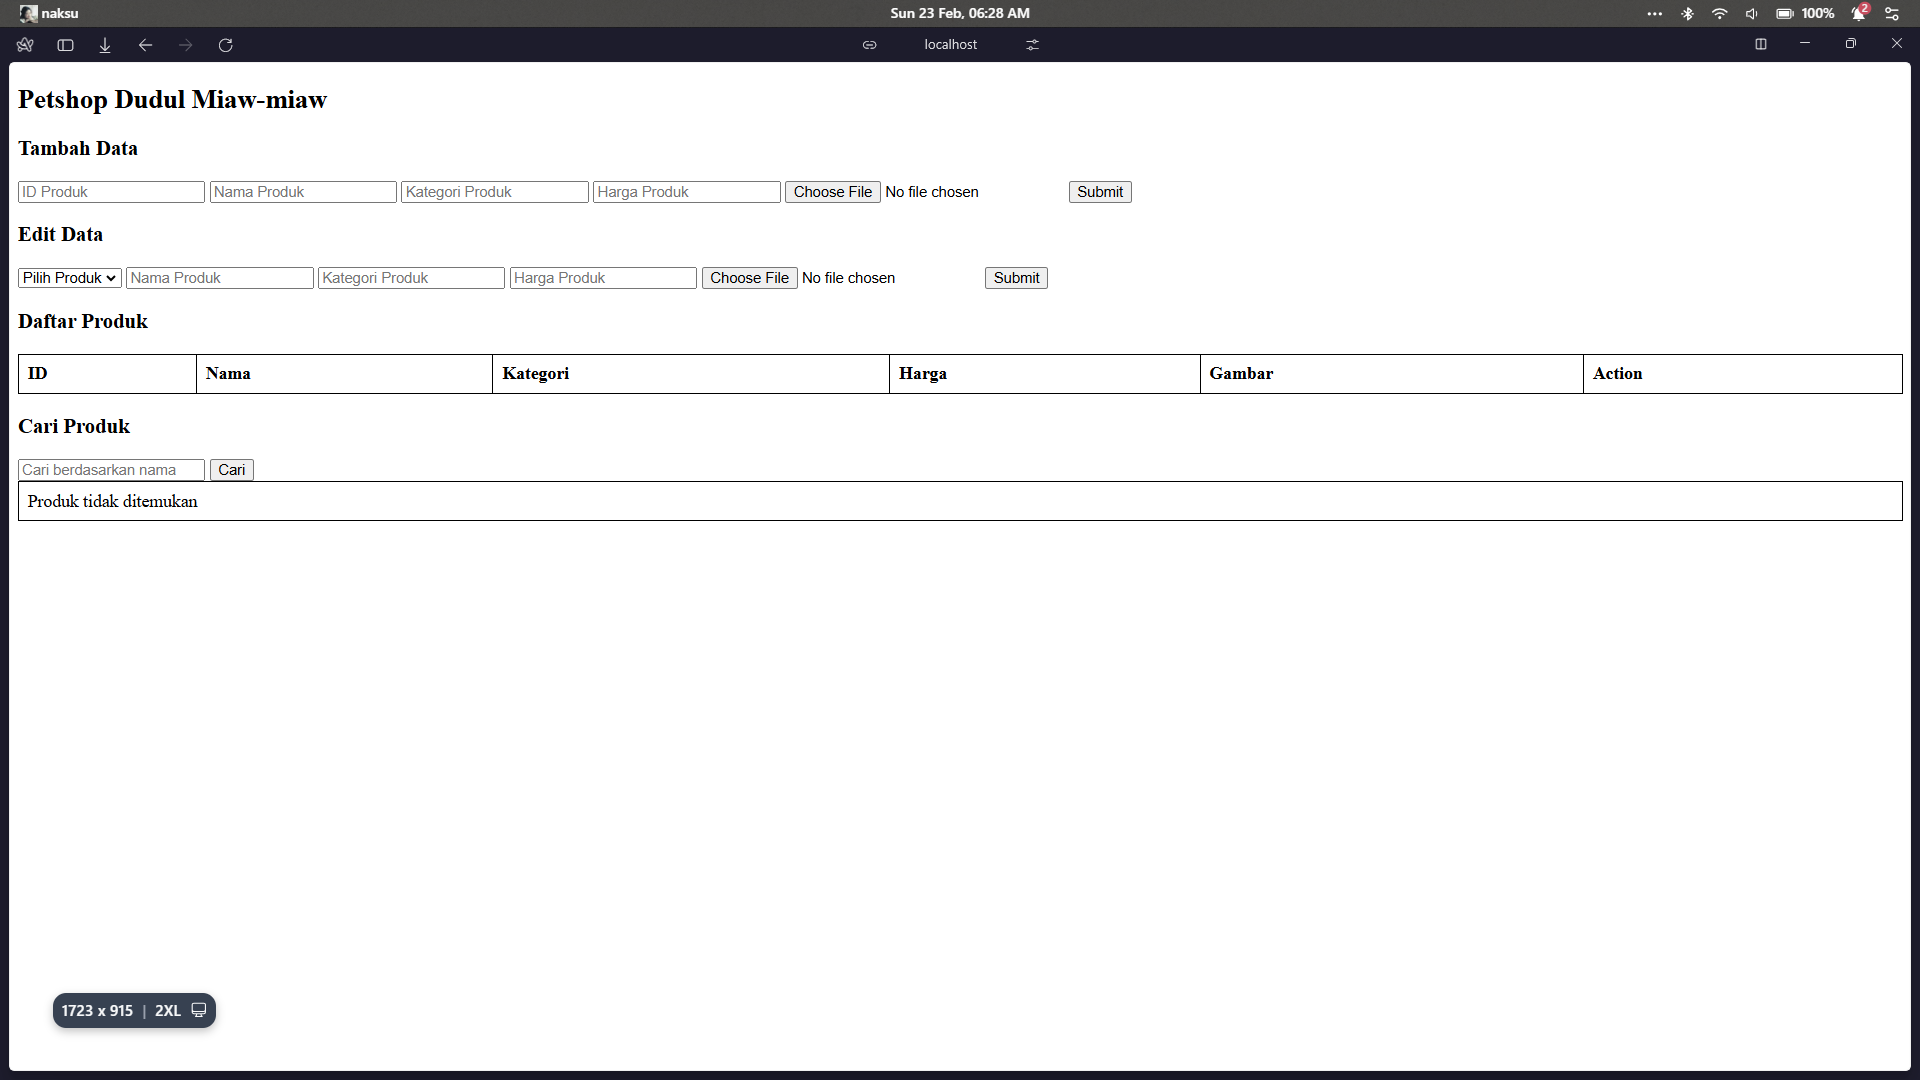 naksu Sun 23 Feb, 06:28 AM 100% 2
localhost
Petshop Dudul Miaw-miaw
Tambah Data
ID Produk Nama Produk Kategori Produk Harga Produk Choose File No file chosen Submit
Edit Data
Pilih Produk Nama Produk Kategori Produk Harga Produk Choose File No file chosen Submit
Daftar Produk
ID Nama Kategori Harga Gambar Action
Cari Produk
Cari berdasarkan nama Cari
Produk tidak ditemukan
1723 x 915 | 2XL